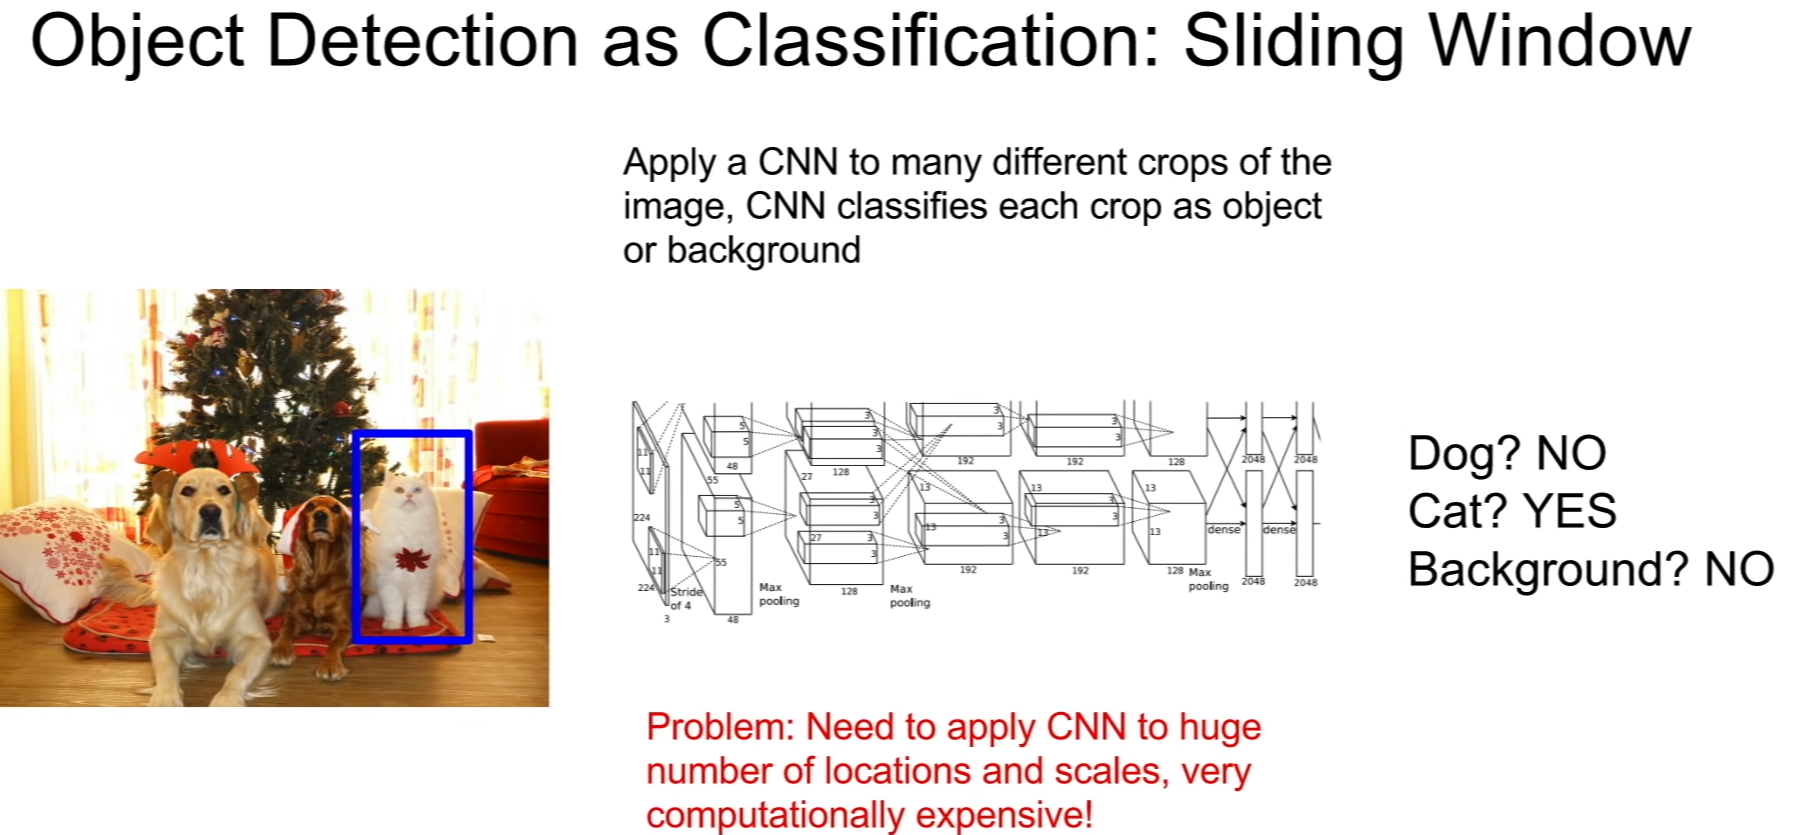 Object Detection as Classification: Sliding Window
Apply a CNN to many different crops of the
image, CNN classifies each crop as object
or background
3
3
3
3
5
5
3
3
3
3
11
11
48
128
192
192
128
2048
2048
55
27
13
13
13
224
5
5
3
3
13
3
3
3
3
13
13
dense
dense
27
3
3
11
11
55
192
192
128
Max
pooling
2048
2048
224
Stride
of 4
Max
pooling
128
Max
pooling
3
48
Dog? NO
Cat? YES
Background? NO
Problem: Need to apply CNN to huge
number of locations and scales, very
computationally expensive!